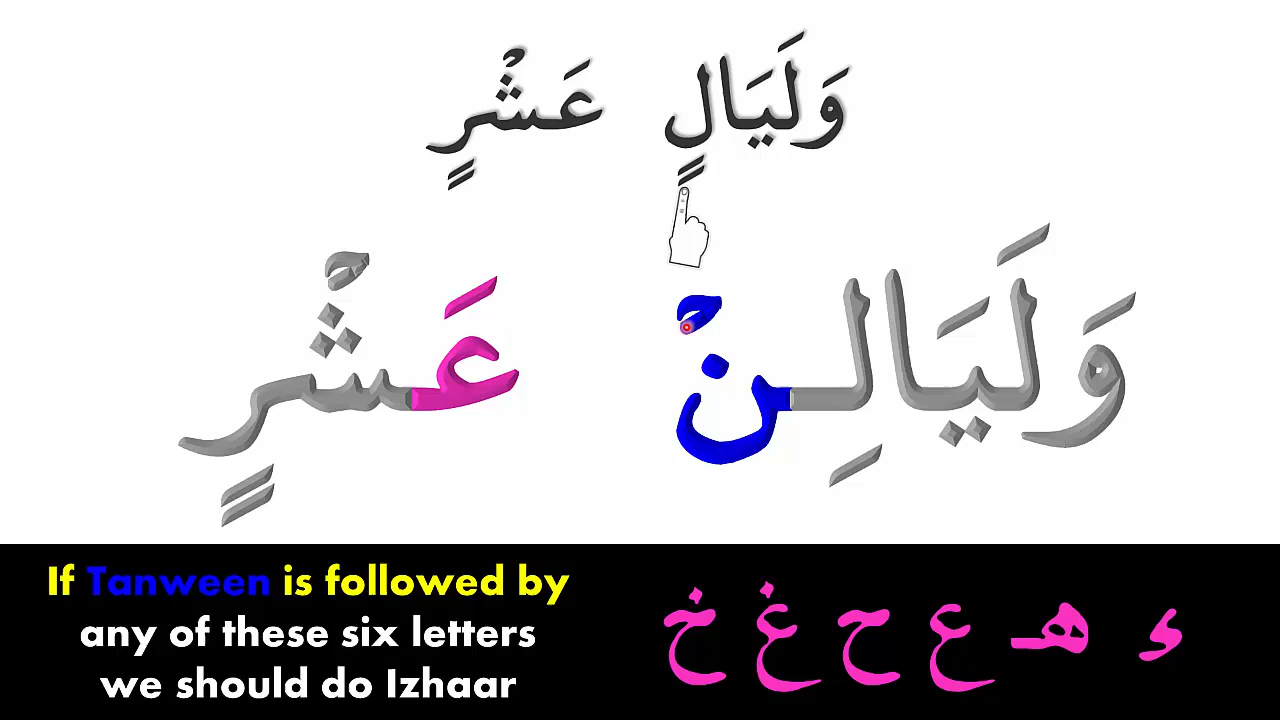 وَلَيَالٍ عَشْرٍ
وَلَيَالِنْ عَشْرٍ
If Tanween is followed by
any of these six letters
we should do Izhaar
ء هـ ع ح غ خ